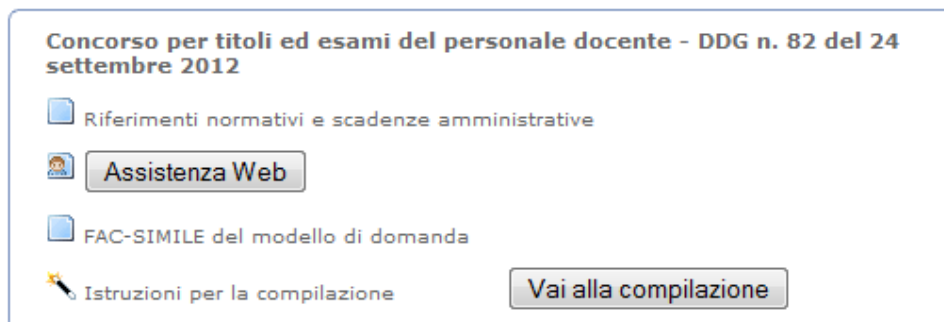 Concorso per titoli ed esami del personale docente - DDG n. 82 del 24
settembre 2012
Riferimenti normativi e scadenze amministrative
Assistenza Web
FAC-SIMILE del modello di domanda
Istruzioni per la compilazione Vai alla compilazione